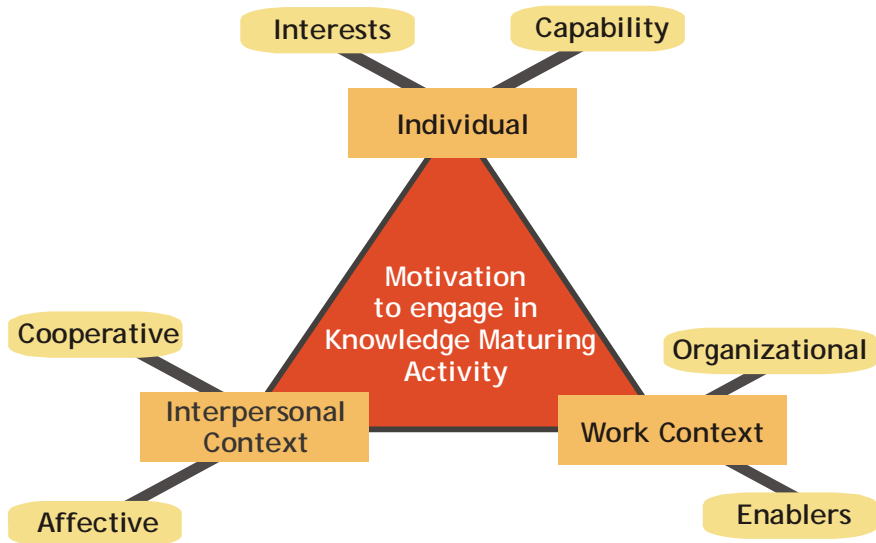 Interests
Capability
Individual
Motivation
to engage in
Knowledge Maturing
Activity
Cooperative
Organizational
Interpersonal
Context
Work Context
Affective
Enablers